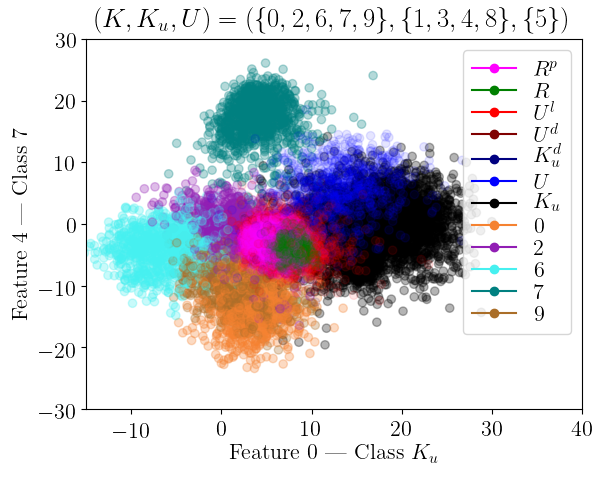 (K, K_u, U) = ({0, 2, 6, 7, 9}, {1, 3, 4, 8}, {5})
30
20
10
0
−10
−20
−30
Feature 4 — Class 7
R^p
R
U^l
U^d
K_u^d
U
K_u
0
2
6
7
9
−10 0 10 20 30 40
Feature 0 — Class K_u